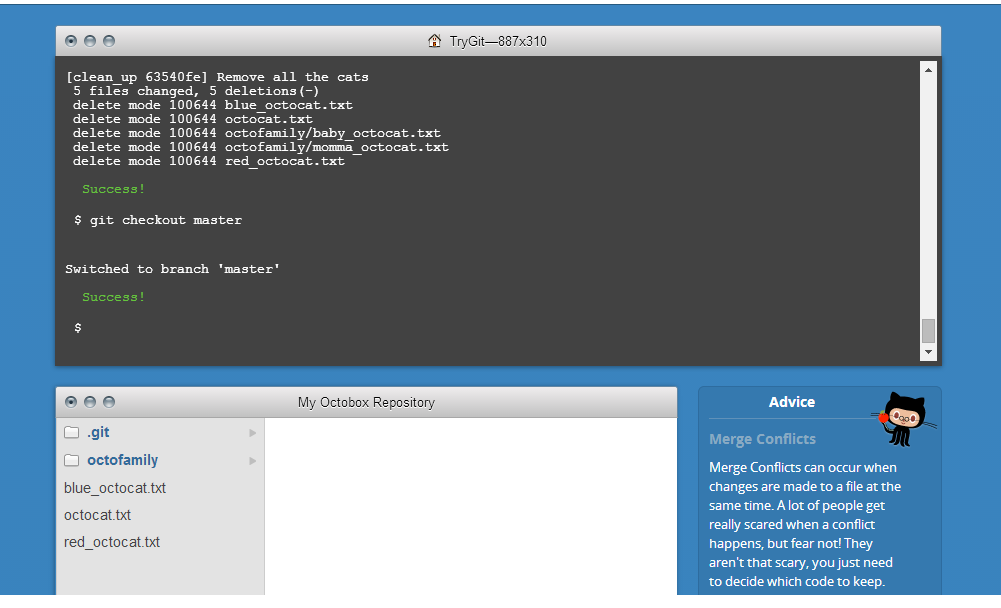 TryGit—887x310
[clean_up 63540fe] Remove all the cats
5 files changed, 5 deletions(-)
delete mode 100644 blue_octocat.txt
delete mode 100644 octocat.txt
delete mode 100644 octofamily/baby_octocat.txt
delete mode 100644 octofamily/momma_octocat.txt
delete mode 100644 red_octocat.txt
Success!
$ git checkout master
Switched to branch 'master'
Success!
$
My Octobox Repository
.git
octofamily
blue_octocat.txt
octocat.txt
red_octocat.txt
Advice
Merge Conflicts
Merge Conflicts can occur when
changes are made to a file at the
same time. A lot of people get
really scared when a conflict
happens, but fear not! They
aren't that scary, you just need
to decide which code to keep.